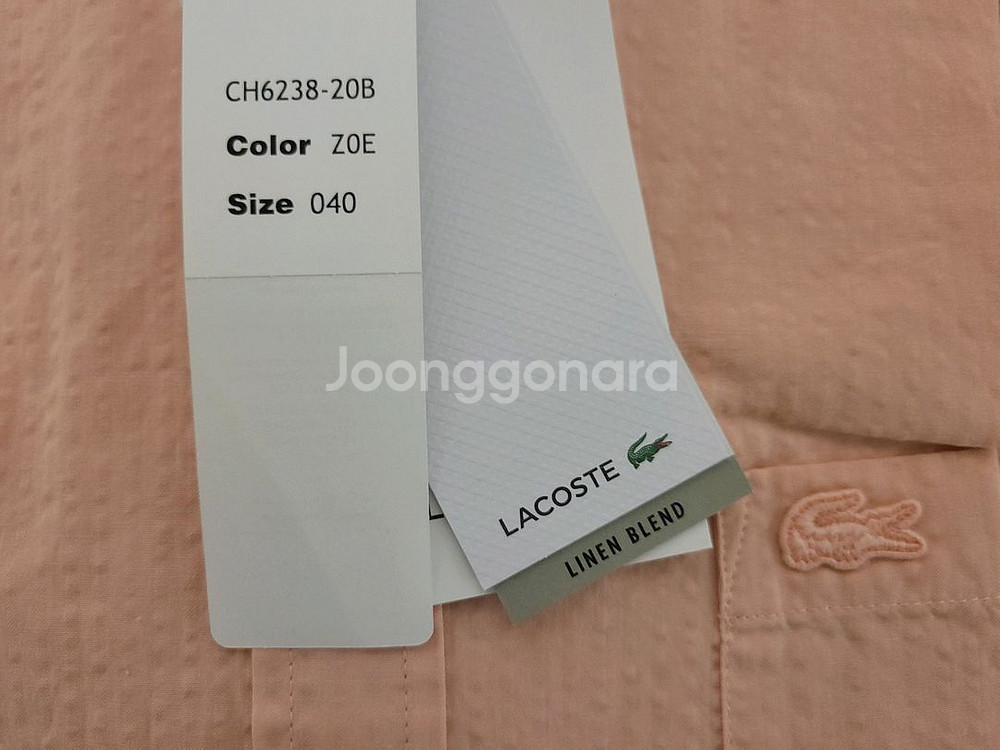 CH6238-20B
Color Z0E
Size 040
Joonggonara
LACOSTE
LINEN BLEND